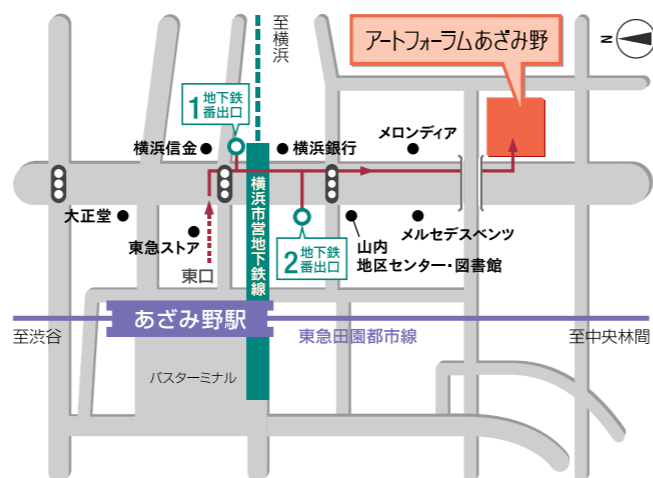 至横浜
アートフォーラムあざみ野
N
1 地下鉄
番出口
横浜信金
横浜銀行
メロンディア
横浜市営地下鉄線
大正堂
東急ストア
東口
2 地下鉄
番出口
山内
地区センター・図書館
メルセデスベンツ
あざみ野駅
至渋谷
東急田園都市線
至中央林間
バスターミナル